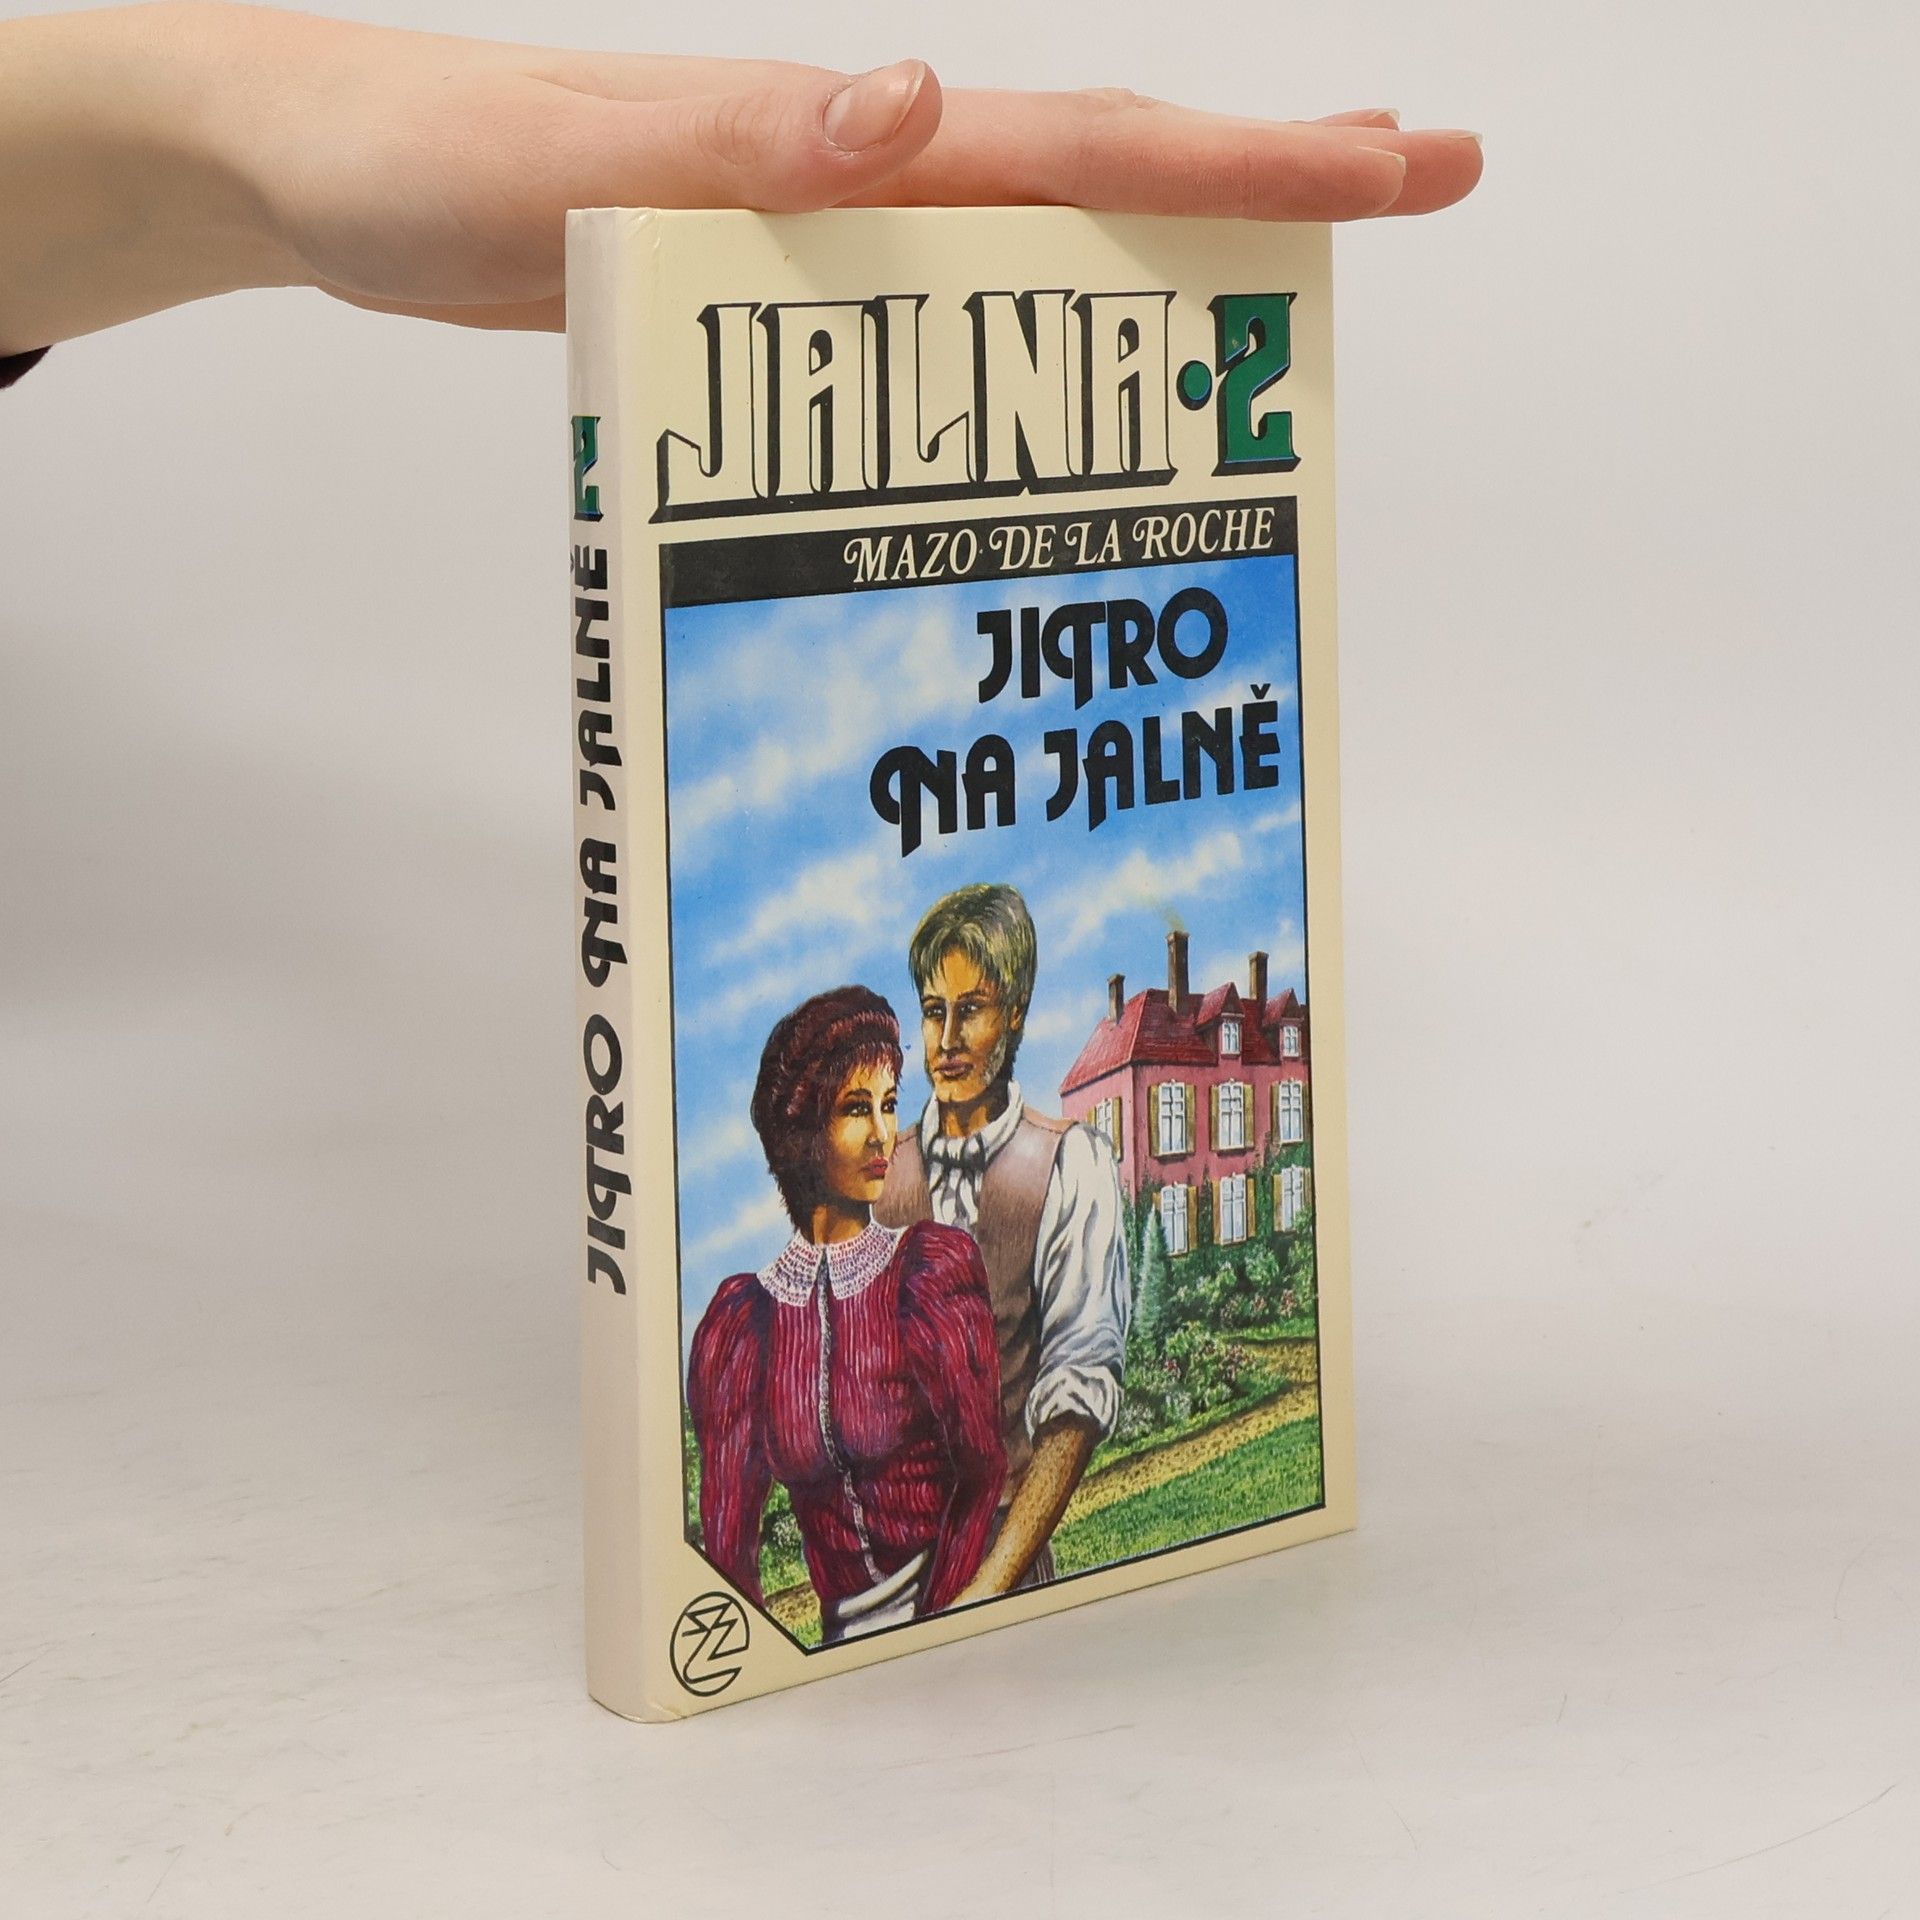 JALNA·2
MAZO DE LA ROCHE
JITRO
NA JALNĚ
JITRO NA JALNĚ 2